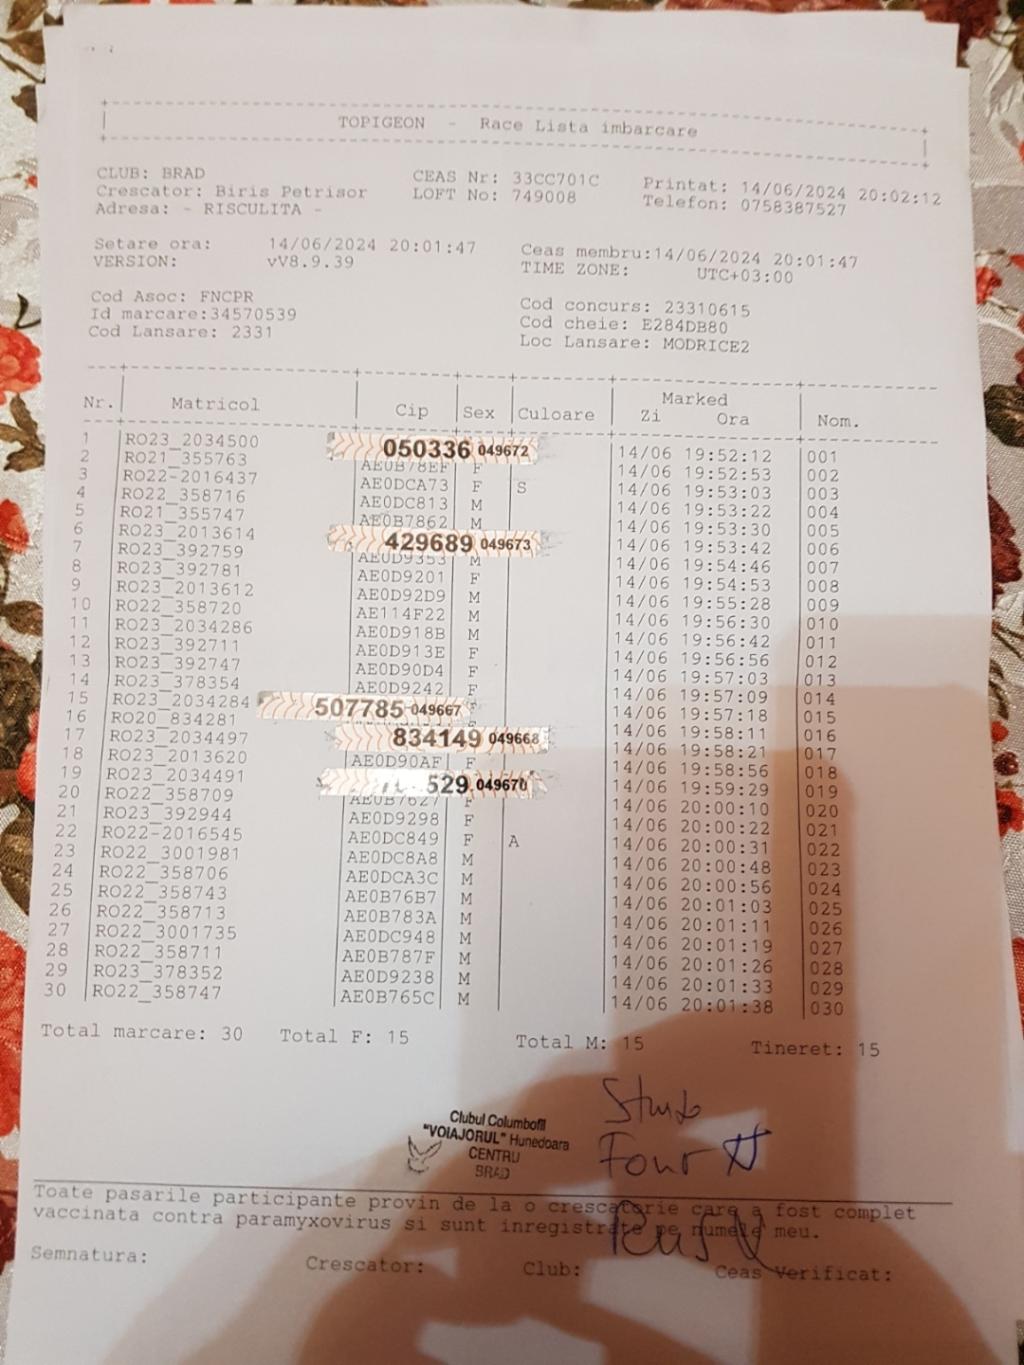 TOPIGEON - Race Lista imbarcare
CLUB: BRAD CEAS Nr: 33CC701C Printat: 14/06/2024 20:02:12
Crescator: Biris Petrisor LOFT No: 749008 Telefon: 0758387527
Adresa: - RISCULITA -
Setare ora: 14/06/2024 20:01:47 Ceas membru:14/06/2024 20:01:47
VERSION: vV8.9.39 TIME ZONE: UTC+03:00
Cod Asoc: FNCPR Cod concurs: 23310615
Id marcare:34570539 Cod cheie: E284DB80
Cod Lansare: 2331 Loc Lansare: MODRICE2
Nr. Matricol Cip Sex Culoare Marked Zi Ora Nom.
1 RO23_2034500 050336 049672 14/06 19:52:12 001
2 RO21_355763 AE0B78EF F 14/06 19:52:53 002
3 RO22-2016437 AE0DCA73 F S 14/06 19:53:03 003
4 RO22_358716 AE0DC813 M 14/06 19:53:22 004
5 RO21_355747 AE0B7862 M 14/06 19:53:30 005
6 RO23_2013614 429689 049673 14/06 19:53:42 006
7 RO23_392759 AE0D9353 M 14/06 19:54:46 007
8 RO23_392781 AE0D9201 F 14/06 19:54:53 008
9 RO23_2013612 AE0D92D9 M 14/06 19:55:28 009
10 RO22_358720 AE114F22 M 14/06 19:56:30 010
11 RO23_2034286 AE0D918B M 14/06 19:56:42 011
12 RO23_392711 AE0D913E F 14/06 19:56:56 012
13 RO23_392747 AE0D90D4 F 14/06 19:57:03 013
14 RO23_378354 AE0D9242 F 14/06 19:57:09 014
15 RO23_2034284 507785 049667 14/06 19:57:18 015
16 RO20_834281 14/06 19:58:11 016
17 RO23_2034497 834149 049668 14/06 19:58:21 017
18 RO23_2013620 AE0D90AF F 14/06 19:58:56 018
19 RO23_2034491 529 049670 14/06 19:59:29 019
20 RO22_358709 AE0B7627 F 14/06 20:00:10 020
21 RO23_392944 AE0D9298 F 14/06 20:00:22 021
22 RO22-2016545 AE0DC849 F A 14/06 20:00:31 022
23 RO22_3001981 AE0DC8A8 M 14/06 20:00:48 023
24 RO22_358706 AE0DCA3C M 14/06 20:00:56 024
25 RO22_358743 AE0B76B7 M 14/06 20:01:03 025
26 RO22_358713 AE0B783A M 14/06 20:01:11 026
27 RO22_3001735 AE0DC948 M 14/06 20:01:19 027
28 RO22_358711 AE0B787F M 14/06 20:01:26 028
29 RO23_378352 AE0D9238 M 14/06 20:01:33 029
30 RO22_358747 AE0B765C M 14/06 20:01:38 030
Total marcare: 30 Total F: 15 Total M: 15 Tineret: 15
Clubul Columbofil
"VOIAJORUL" Hunedoara
CENTRU
BRAD
Toate pasarile participante provin de la o crescatorie care a fost complet
vaccinata contra paramyxovirus si sunt inregistrate pe numele meu.
Semnatura: Crescator: Club: Ceas Verificat: